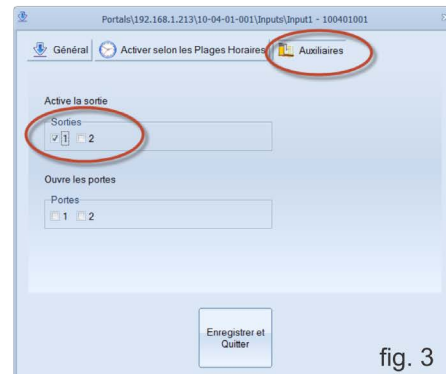 Portals\192.168.1.213\10-04-01-001\Inputs\Input1 - 100401001
Général Activer selon les Plages Horaires Auxiliaires
Active la sortie
Sorties
1 2
Ouvre les portes
Portes
1 2
Enregistrer et
Quitter
fig. 3